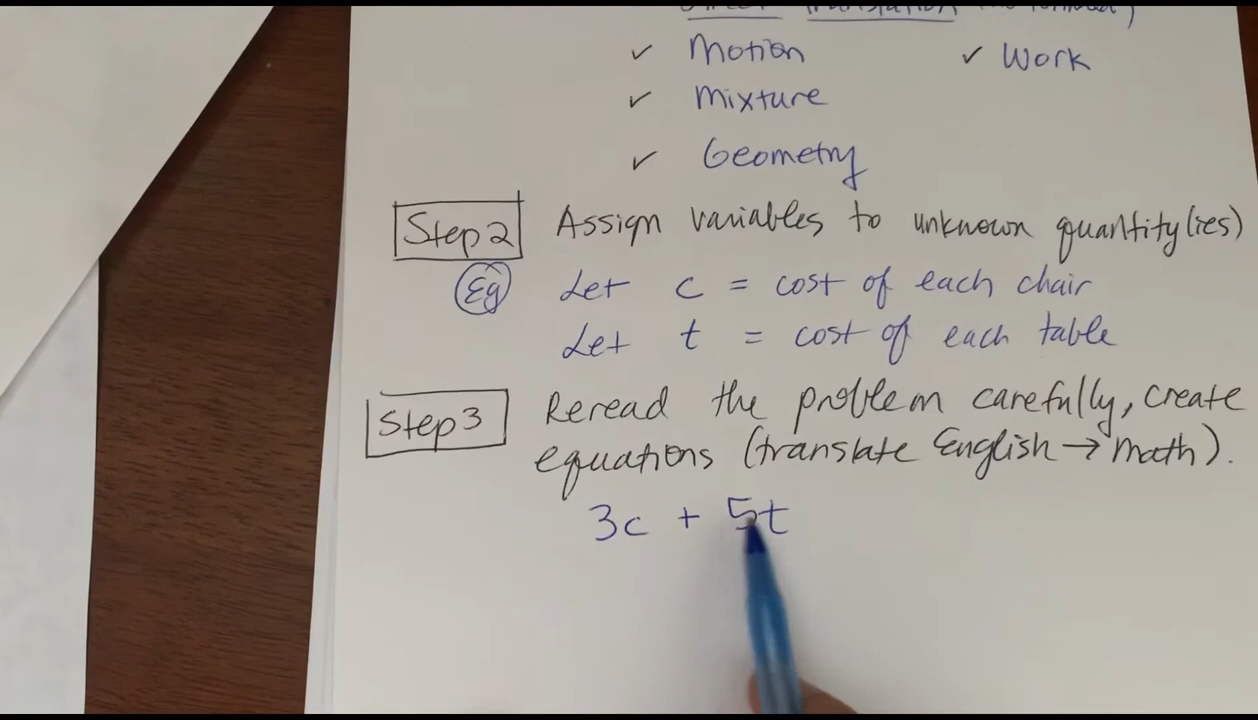 ✓ Motion ✓ Work
✓ Mixture
✓ Geometry
Step 2 Assign variables to unknown quantity(ies)
Eg Let c = cost of each chair
Let t = cost of each table
Step 3 Reread the problem carefully, create
equations (translate English → math).
3c + 5t